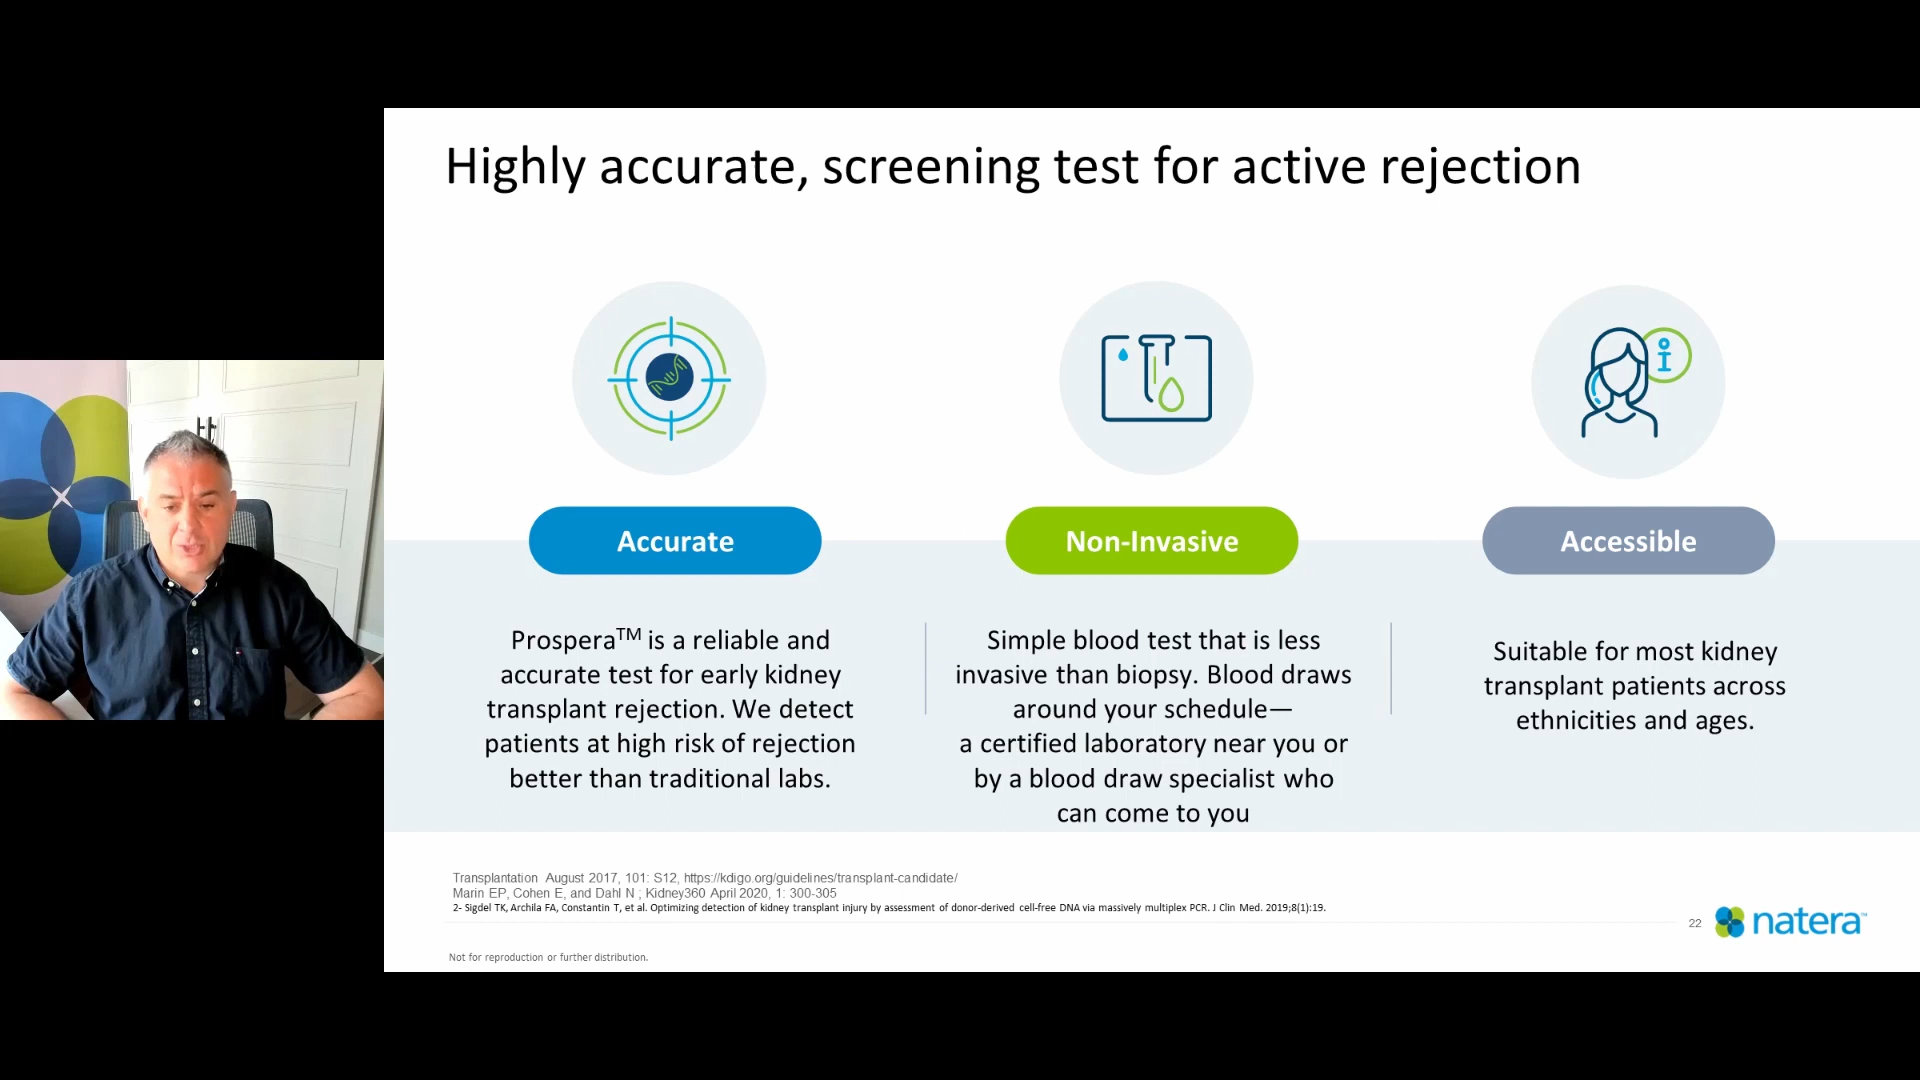 Highly accurate, screening test for active rejection
Accurate
Prospera™ is a reliable and
accurate test for early kidney
transplant rejection. We detect
patients at high risk of rejection
better than traditional labs.
Non-Invasive
Simple blood test that is less
invasive than biopsy. Blood draws
around your schedule—
a certified laboratory near you or
by a blood draw specialist who
can come to you
Accessible
Suitable for most kidney
transplant patients across
ethnicities and ages.
Transplantation August 2017, 101: S12, https://kdigo.org/guidelines/transplant-candidate/
Marin EP, Cohen E, and Dahl N ; Kidney360 April 2020, 1: 300-305
2- Sigdel TK, Archila FA, Constantin T, et al. Optimizing detection of kidney transplant injury by assessment of donor-derived cell-free DNA via massively multiplex PCR. J Clin Med. 2019;8(1):19.
22
natera™
Not for reproduction or further distribution.